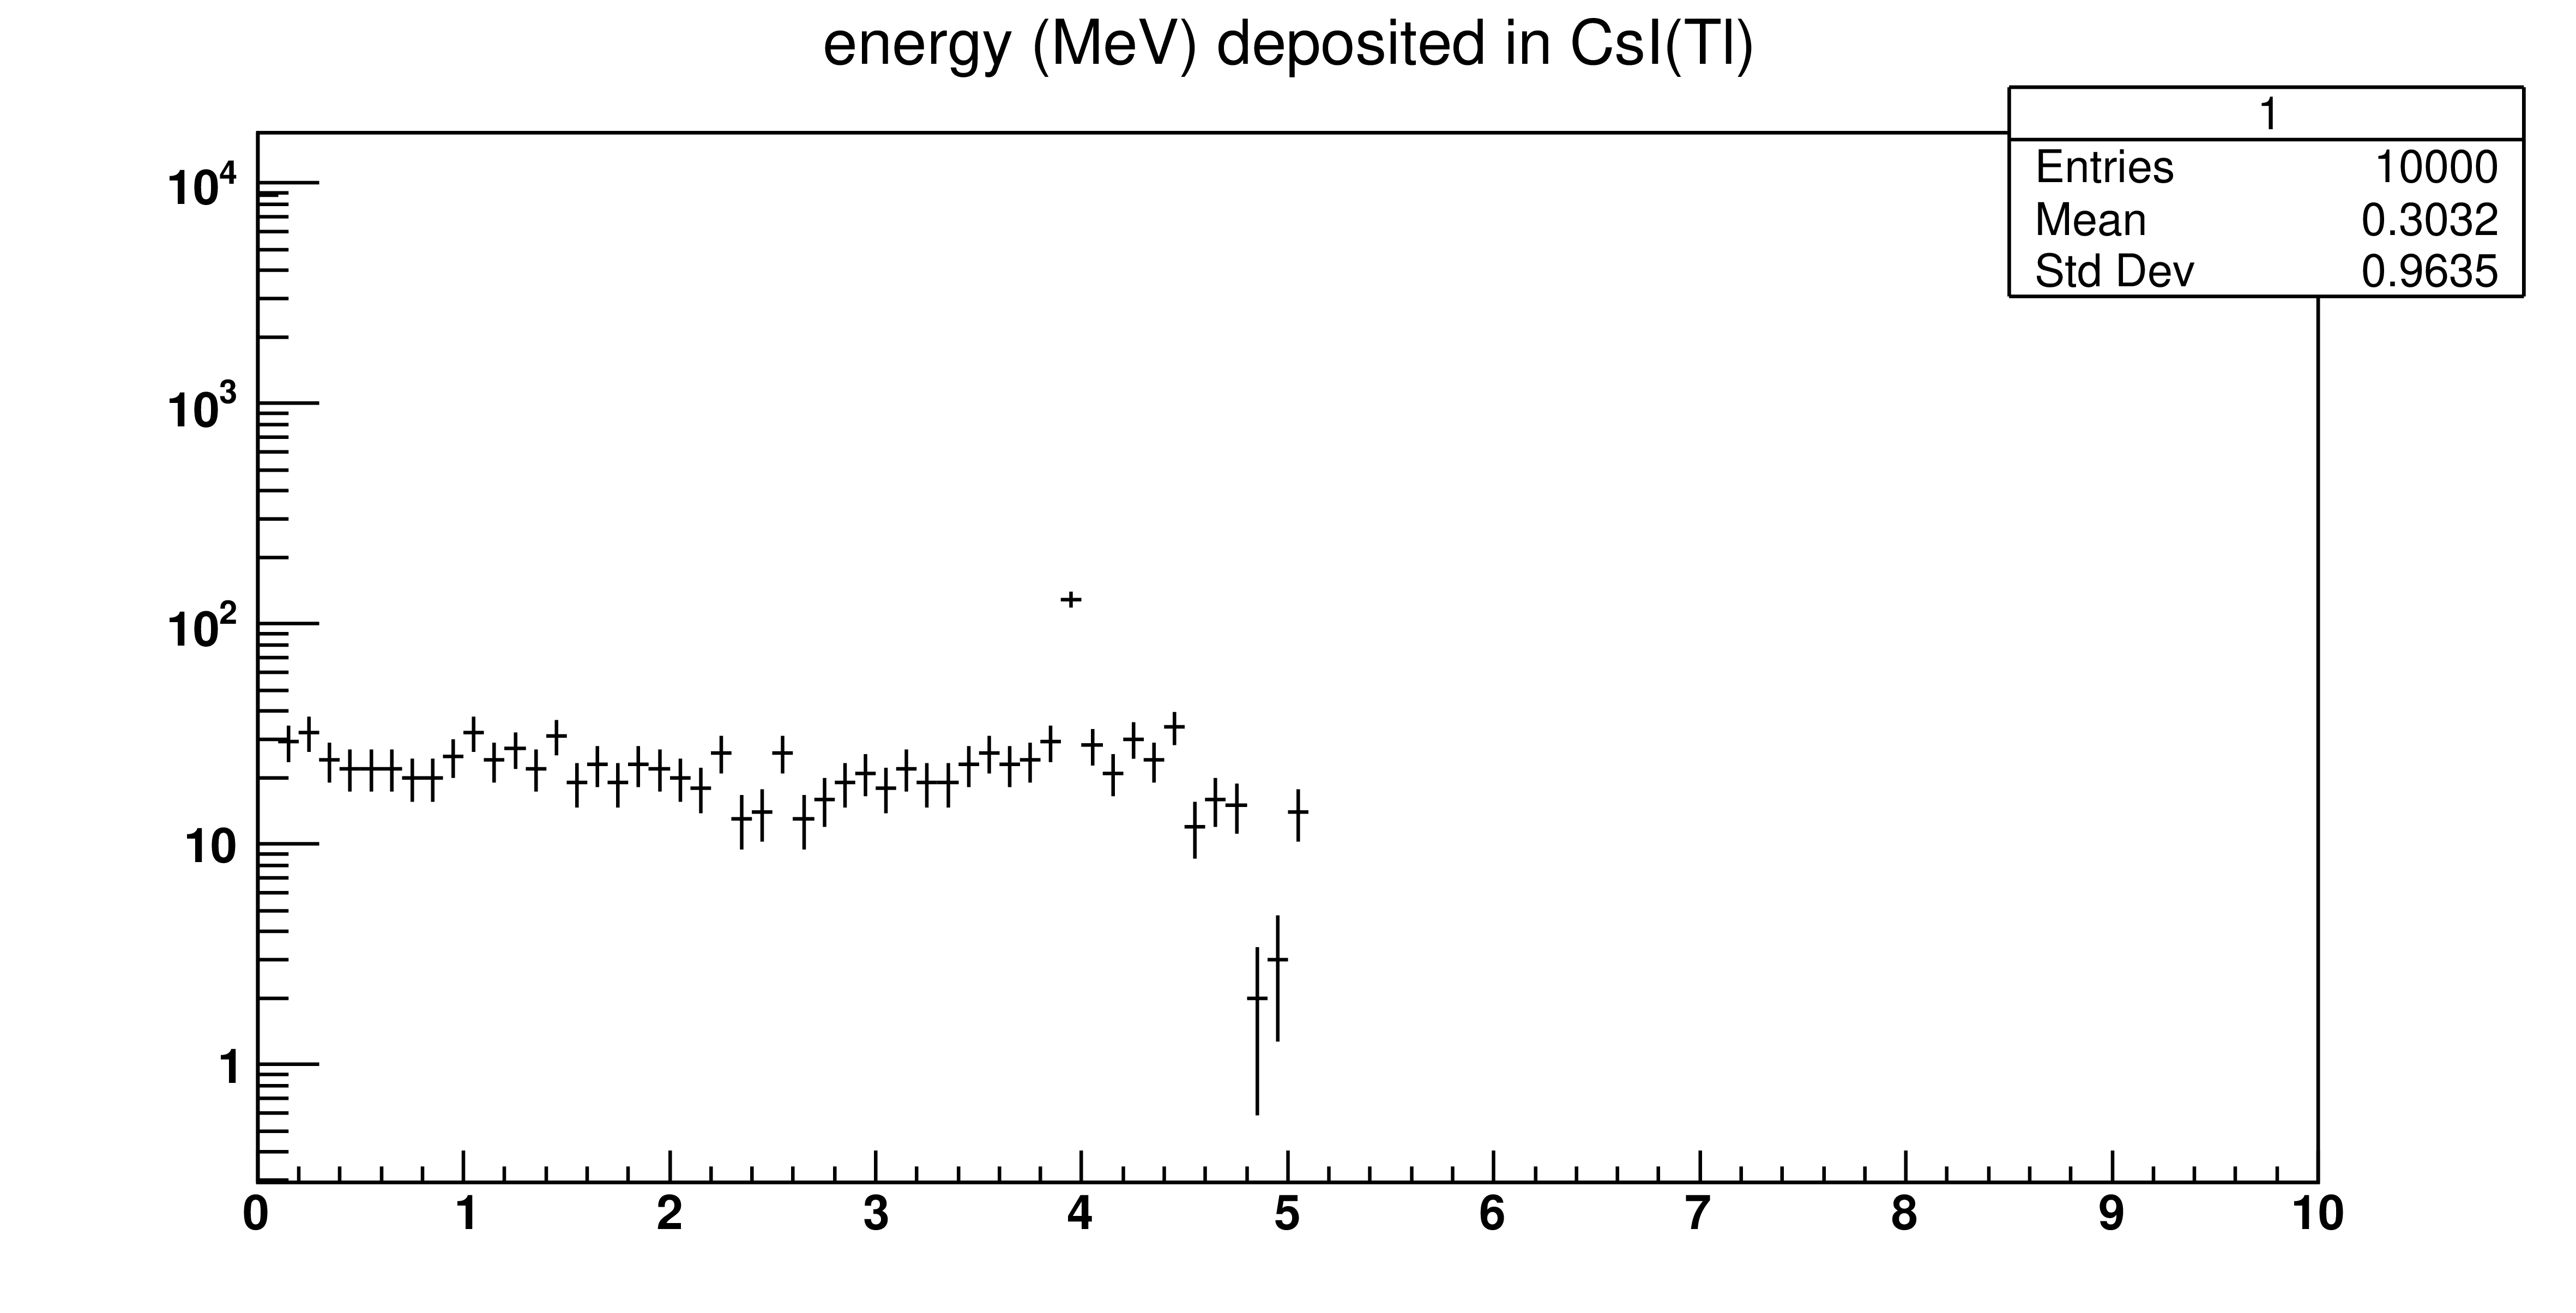 energy (MeV) deposited in CsI(Tl)
1
Entries 10000
Mean 0.3032
Std Dev 0.9635
10⁴
10³
10²
10
1
0 1 2 3 4 5 6 7 8 9 10